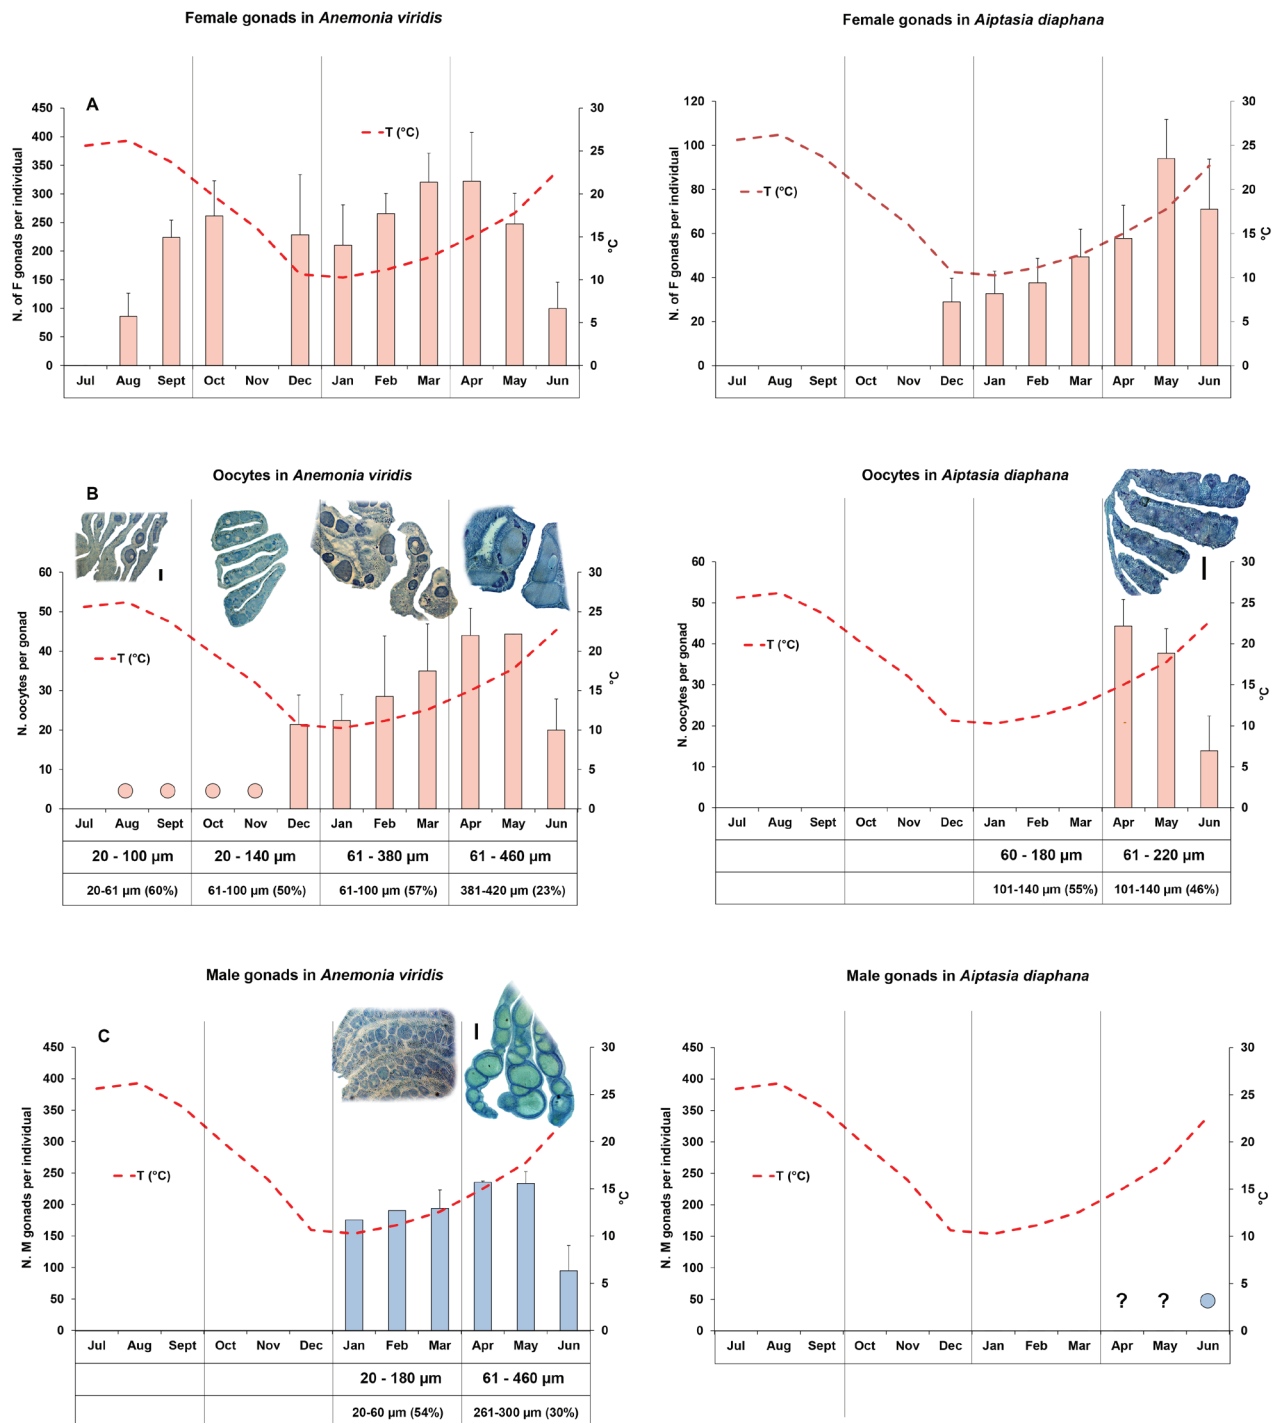 Female gonads in Anemonia viridis
A
N. of F gonads per individual
450
400
350
300
250
200
150
100
50
0
T (°C)
30
25
20
15
10
5
0
°C
Jul Aug Sept Oct Nov Dec Jan Feb Mar Apr May Jun
Female gonads in Aiptasia diaphana
N. of F gonads per individual
120
100
80
60
40
20
0
T (°C)
30
25
20
15
10
5
0
°C
Jul Aug Sept Oct Nov Dec Jan Feb Mar Apr May Jun
Oocytes in Anemonia viridis
B
N. oocytes per gonad
60
50
40
30
20
10
0
T (°C)
30
25
20
15
10
5
0
°C
Jul Aug Sept Oct Nov Dec Jan Feb Mar Apr May Jun
20 - 100 µm 20 - 140 µm 61 - 380 µm 61 - 460 µm
20-61 µm (60%) 61-100 µm (50%) 61-100 µm (57%) 381-420 µm (23%)
Oocytes in Aiptasia diaphana
N. oocytes per gonad
60
50
40
30
20
10
0
T (°C)
30
25
20
15
10
5
0
°C
Jul Aug Sept Oct Nov Dec Jan Feb Mar Apr May Jun
60 - 180 µm 61 - 220 µm
101-140 µm (55%) 101-140 µm (46%)
Male gonads in Anemonia viridis
C
N. M gonads per individual
450
400
350
300
250
200
150
100
50
0
T (°C)
30
25
20
15
10
5
0
°C
Jul Aug Sept Oct Nov Dec Jan Feb Mar Apr May Jun
20 - 180 µm 61 - 460 µm
20-60 µm (54%) 261-300 µm (30%)
Male gonads in Aiptasia diaphana
N. M gonads per individual
450
400
350
300
250
200
150
100
50
0
T (°C)
30
25
20
15
10
5
0
°C
? ?
Jul Aug Sept Oct Nov Dec Jan Feb Mar Apr May Jun